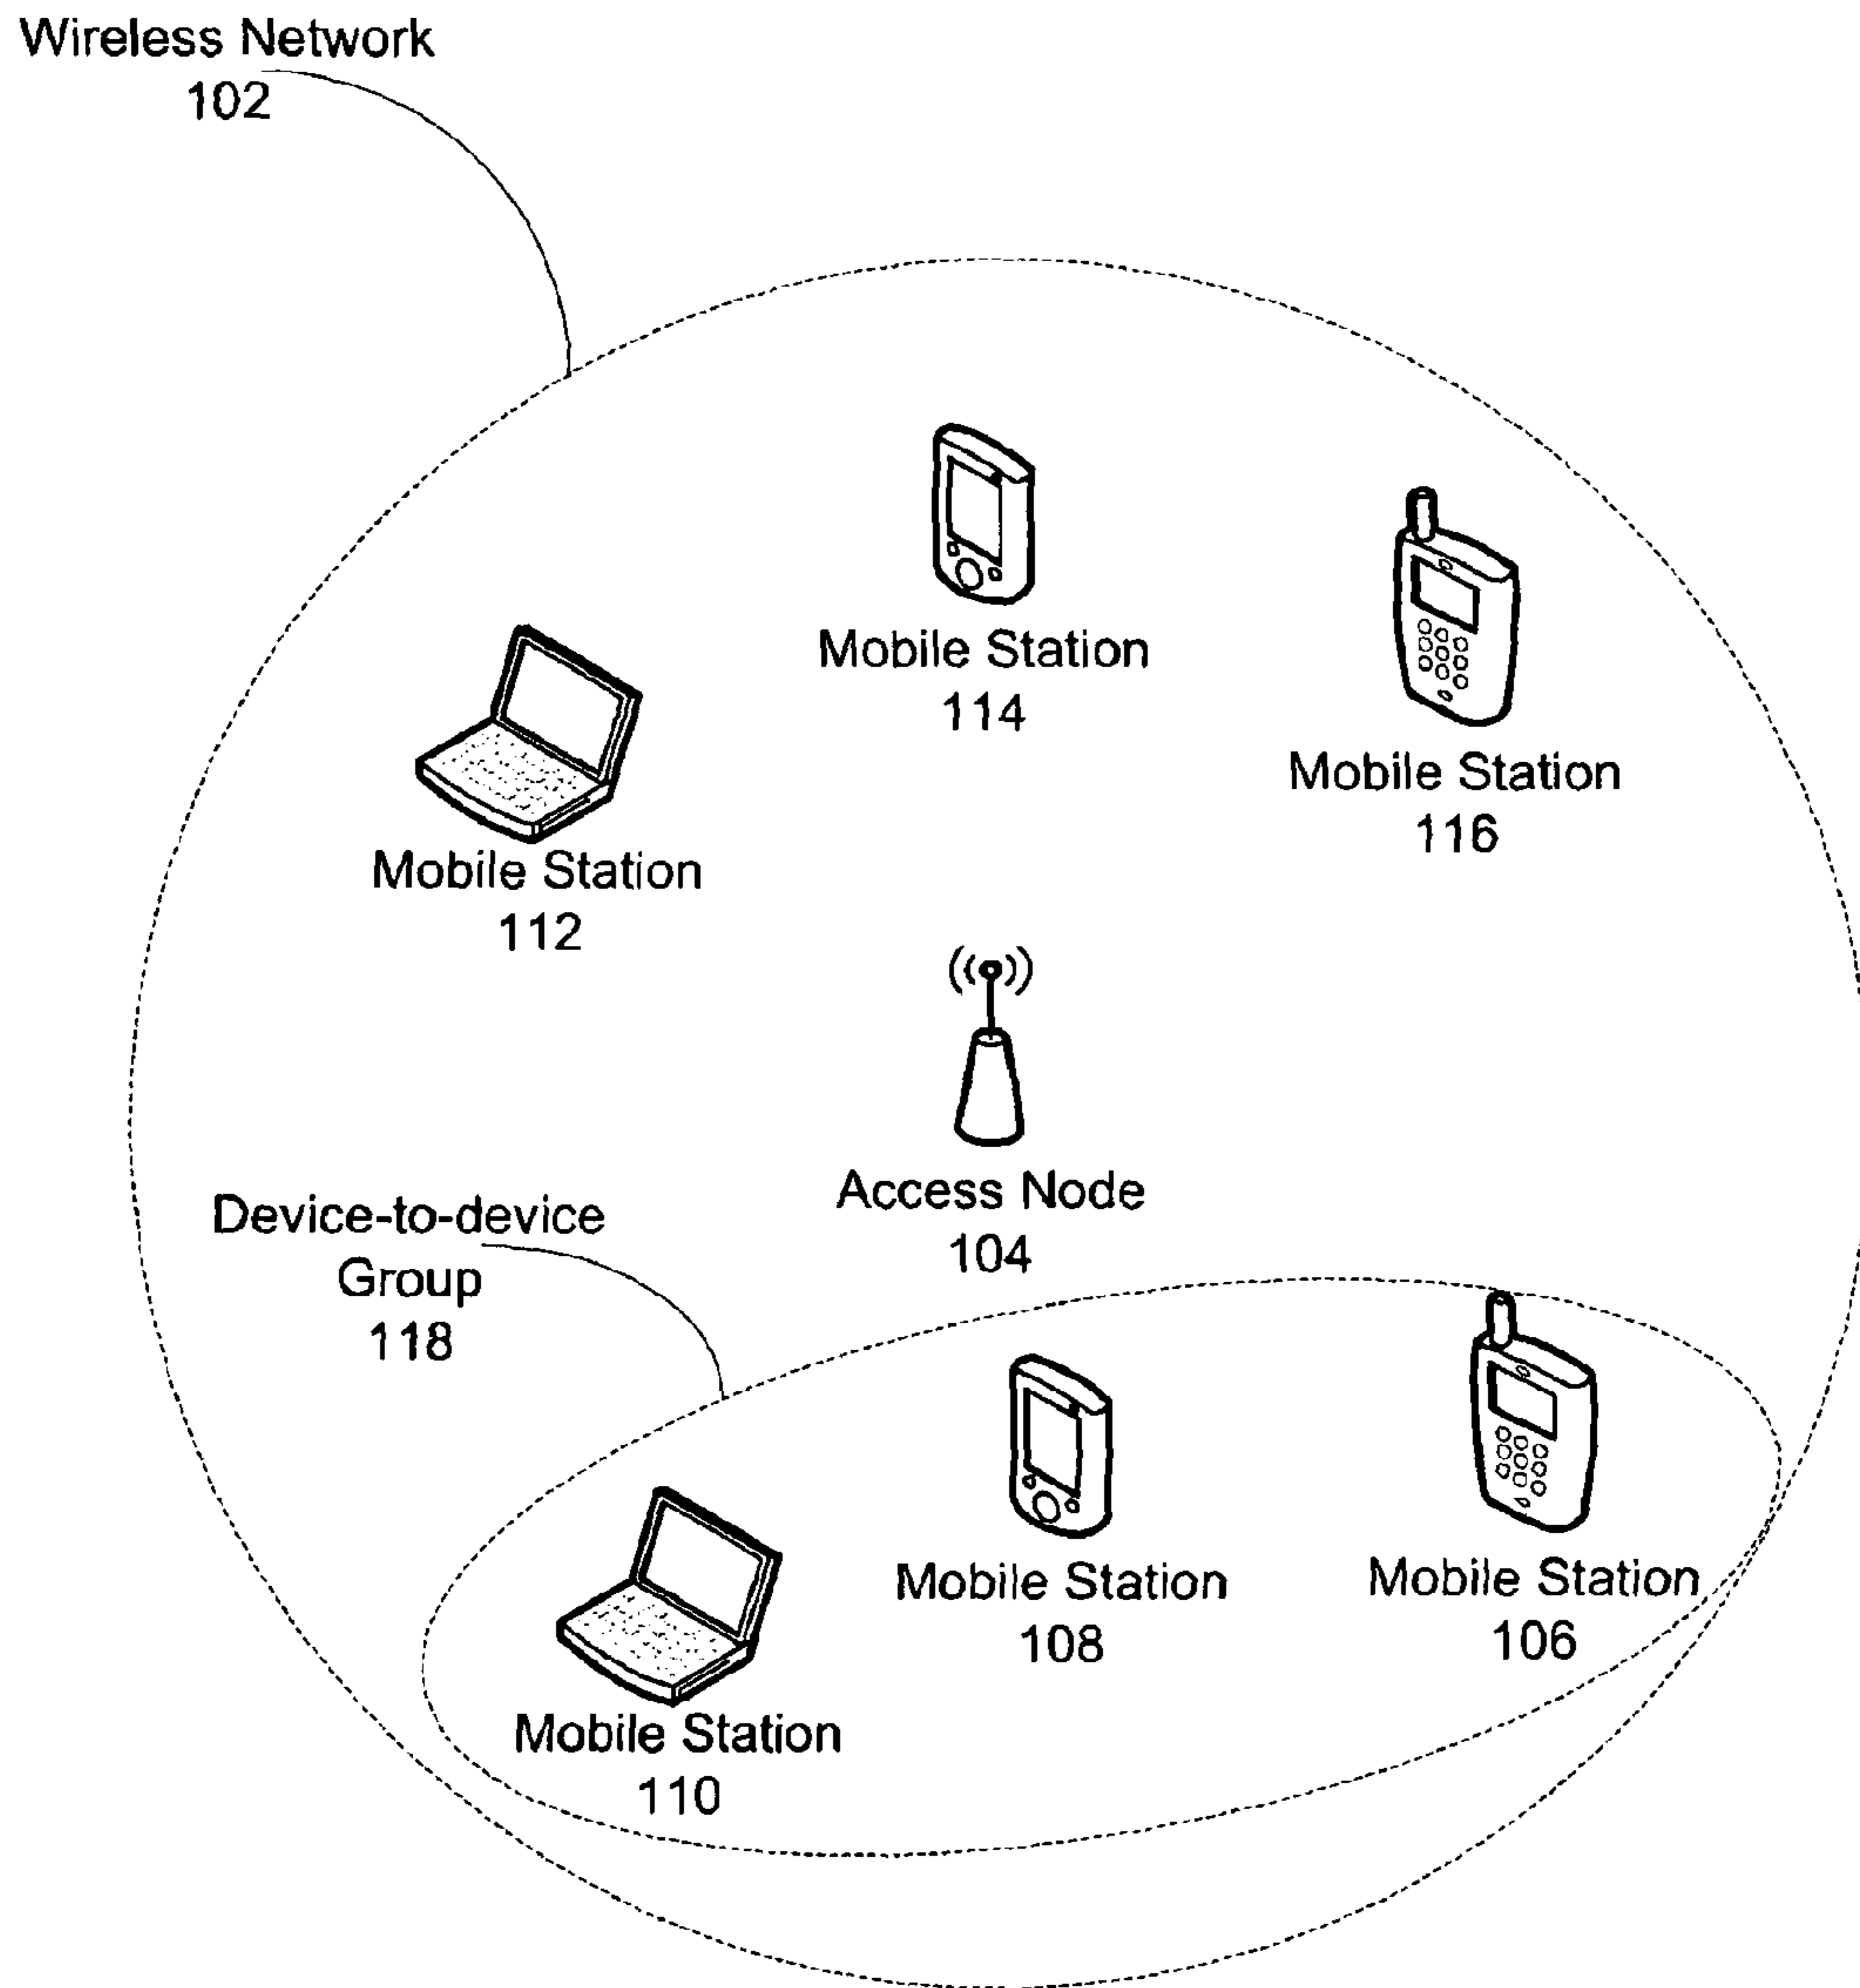 Wireless Network
102
Mobile Station
114
Mobile Station
116
Mobile Station
112
Access Node
104
Device-to-device
Group
118
Mobile Station
108
Mobile Station
106
Mobile Station
110